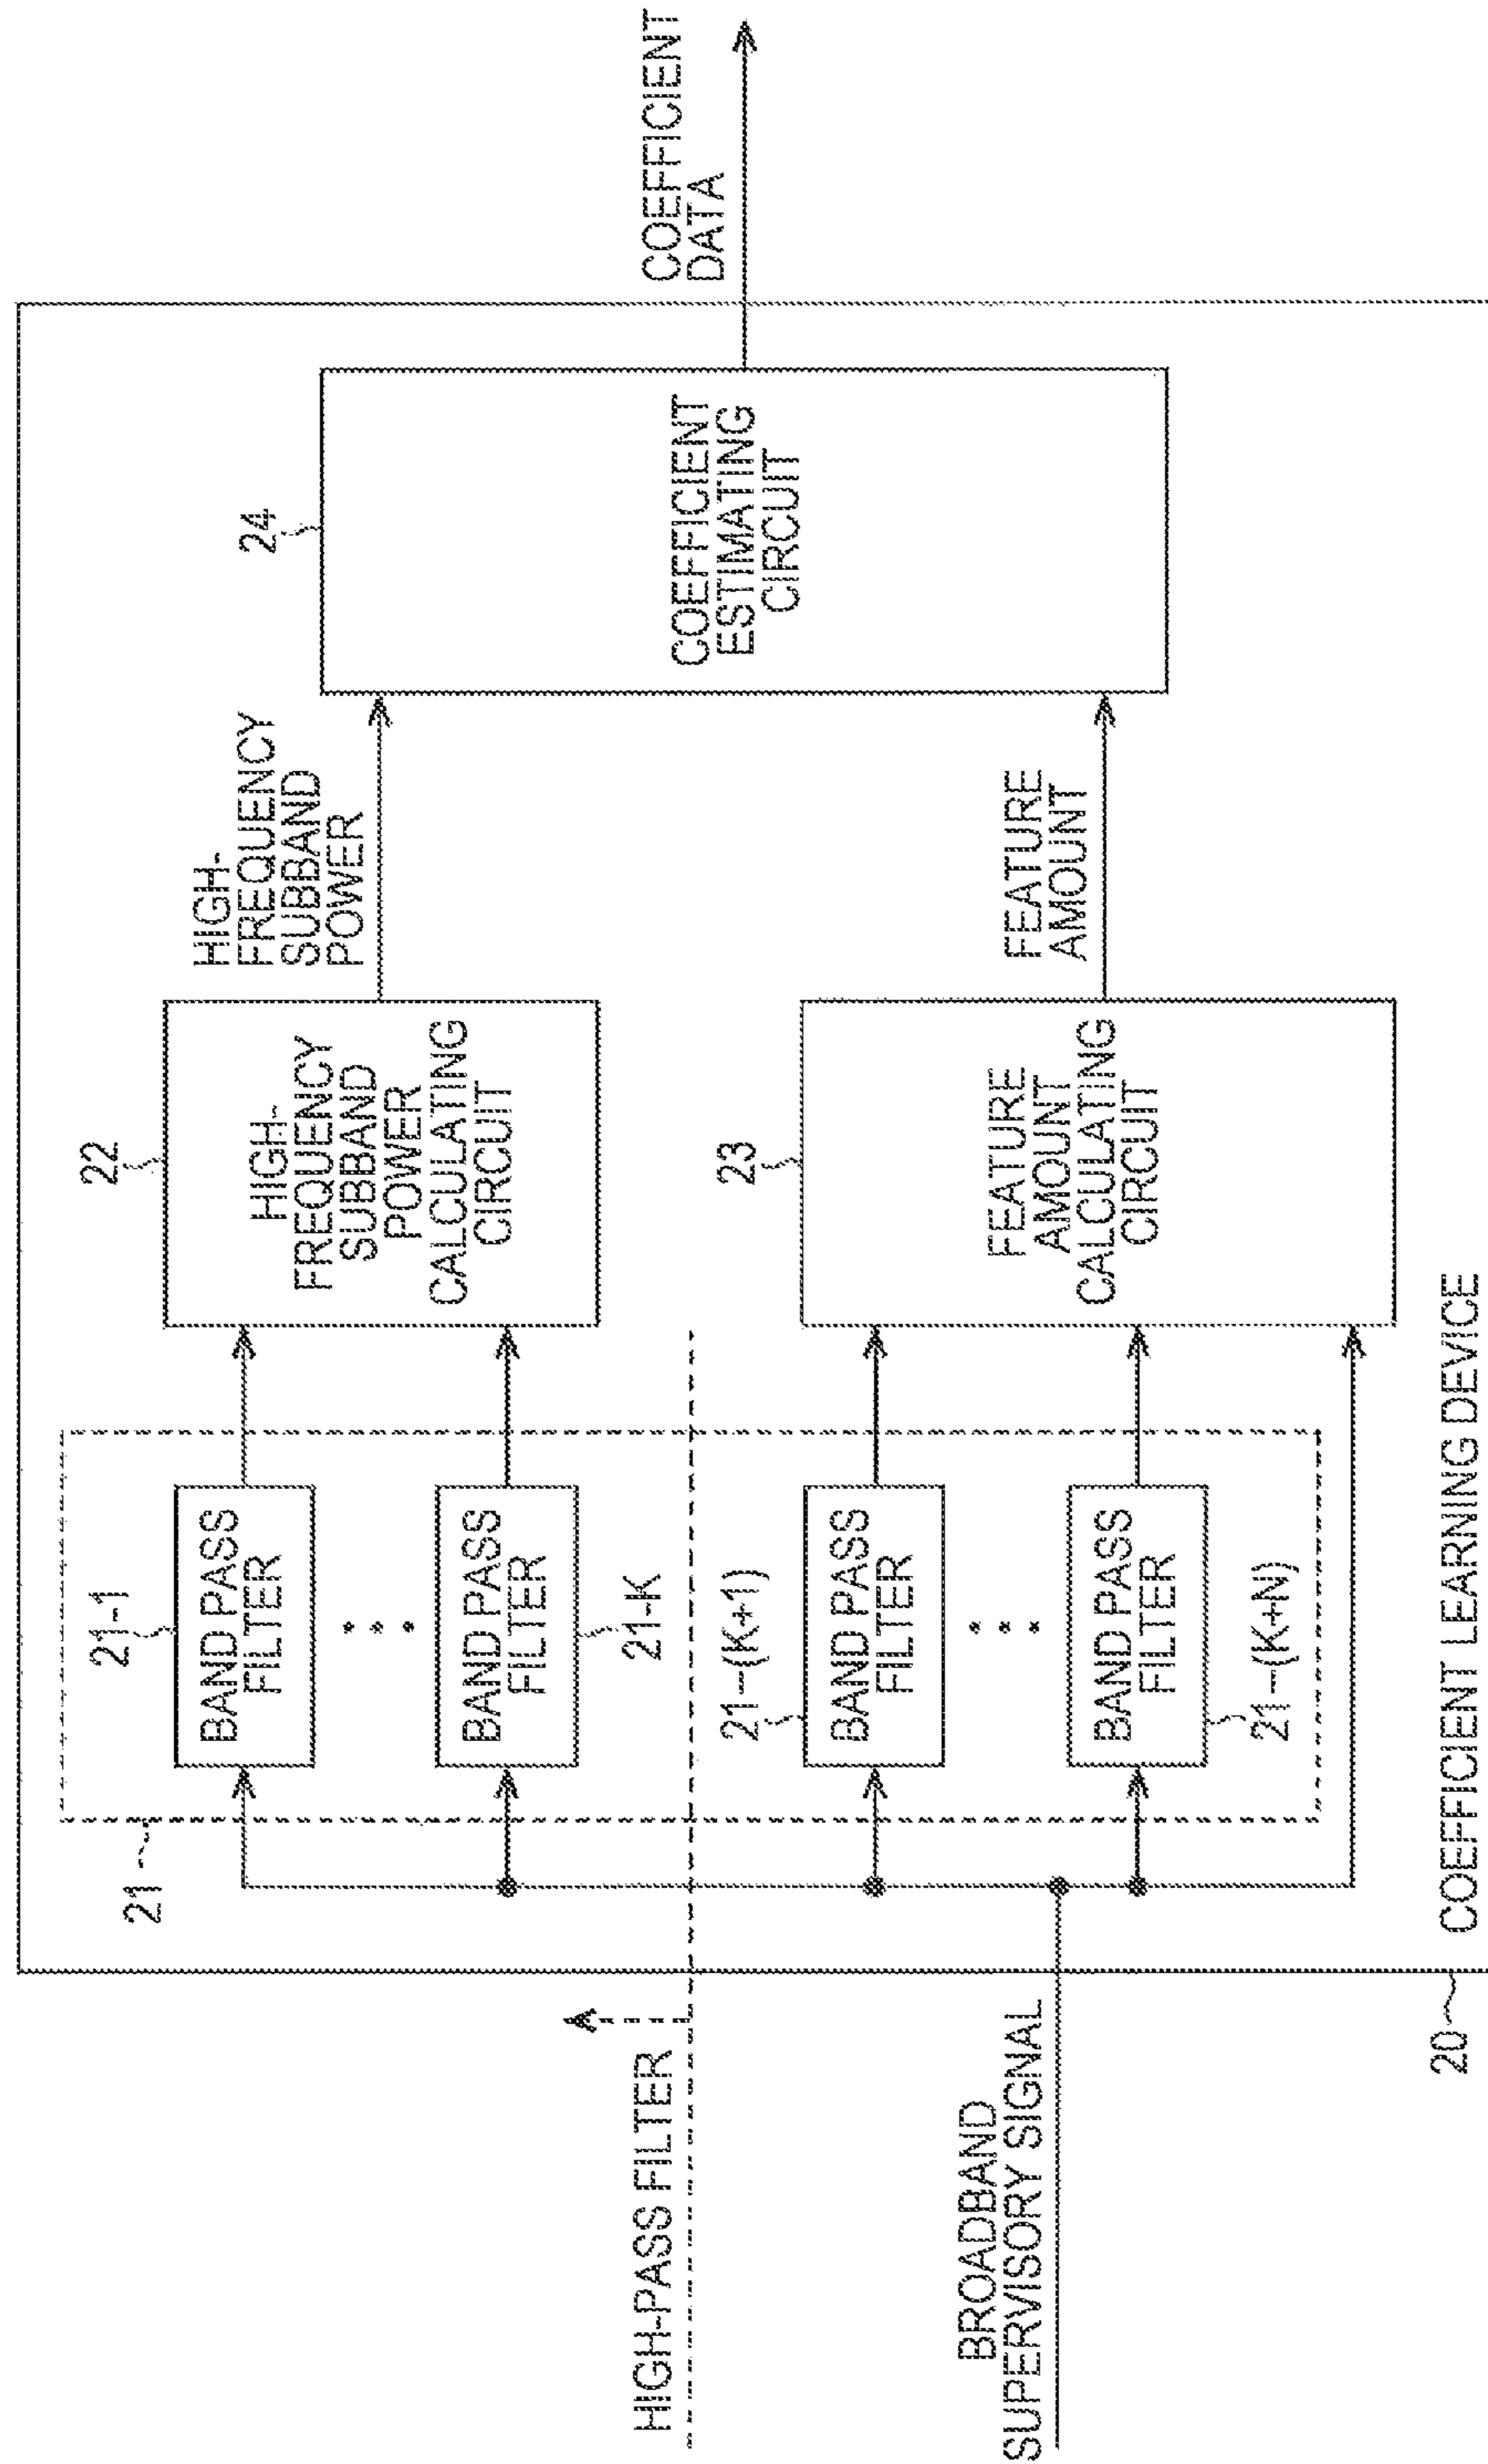 HIGH-PASS FILTER
BROADBAND
SUPERVISORY SIGNAL
20
COEFFICIENT LEARNING DEVICE
21
21-1
BAND PASS
FILTER
BAND PASS
FILTER
21-K
21-(K+1)
BAND PASS
FILTER
BAND PASS
FILTER
21-(K+N)
22
HIGH-
FREQUENCY
SUBBAND
POWER
CALCULATING
CIRCUIT
23
FEATURE
AMOUNT
CALCULATING
CIRCUIT
HIGH-
FREQUENCY
SUBBAND
POWER
FEATURE
AMOUNT
24
COEFFICIENT
ESTIMATING
CIRCUIT
COEFFICIENT
DATA